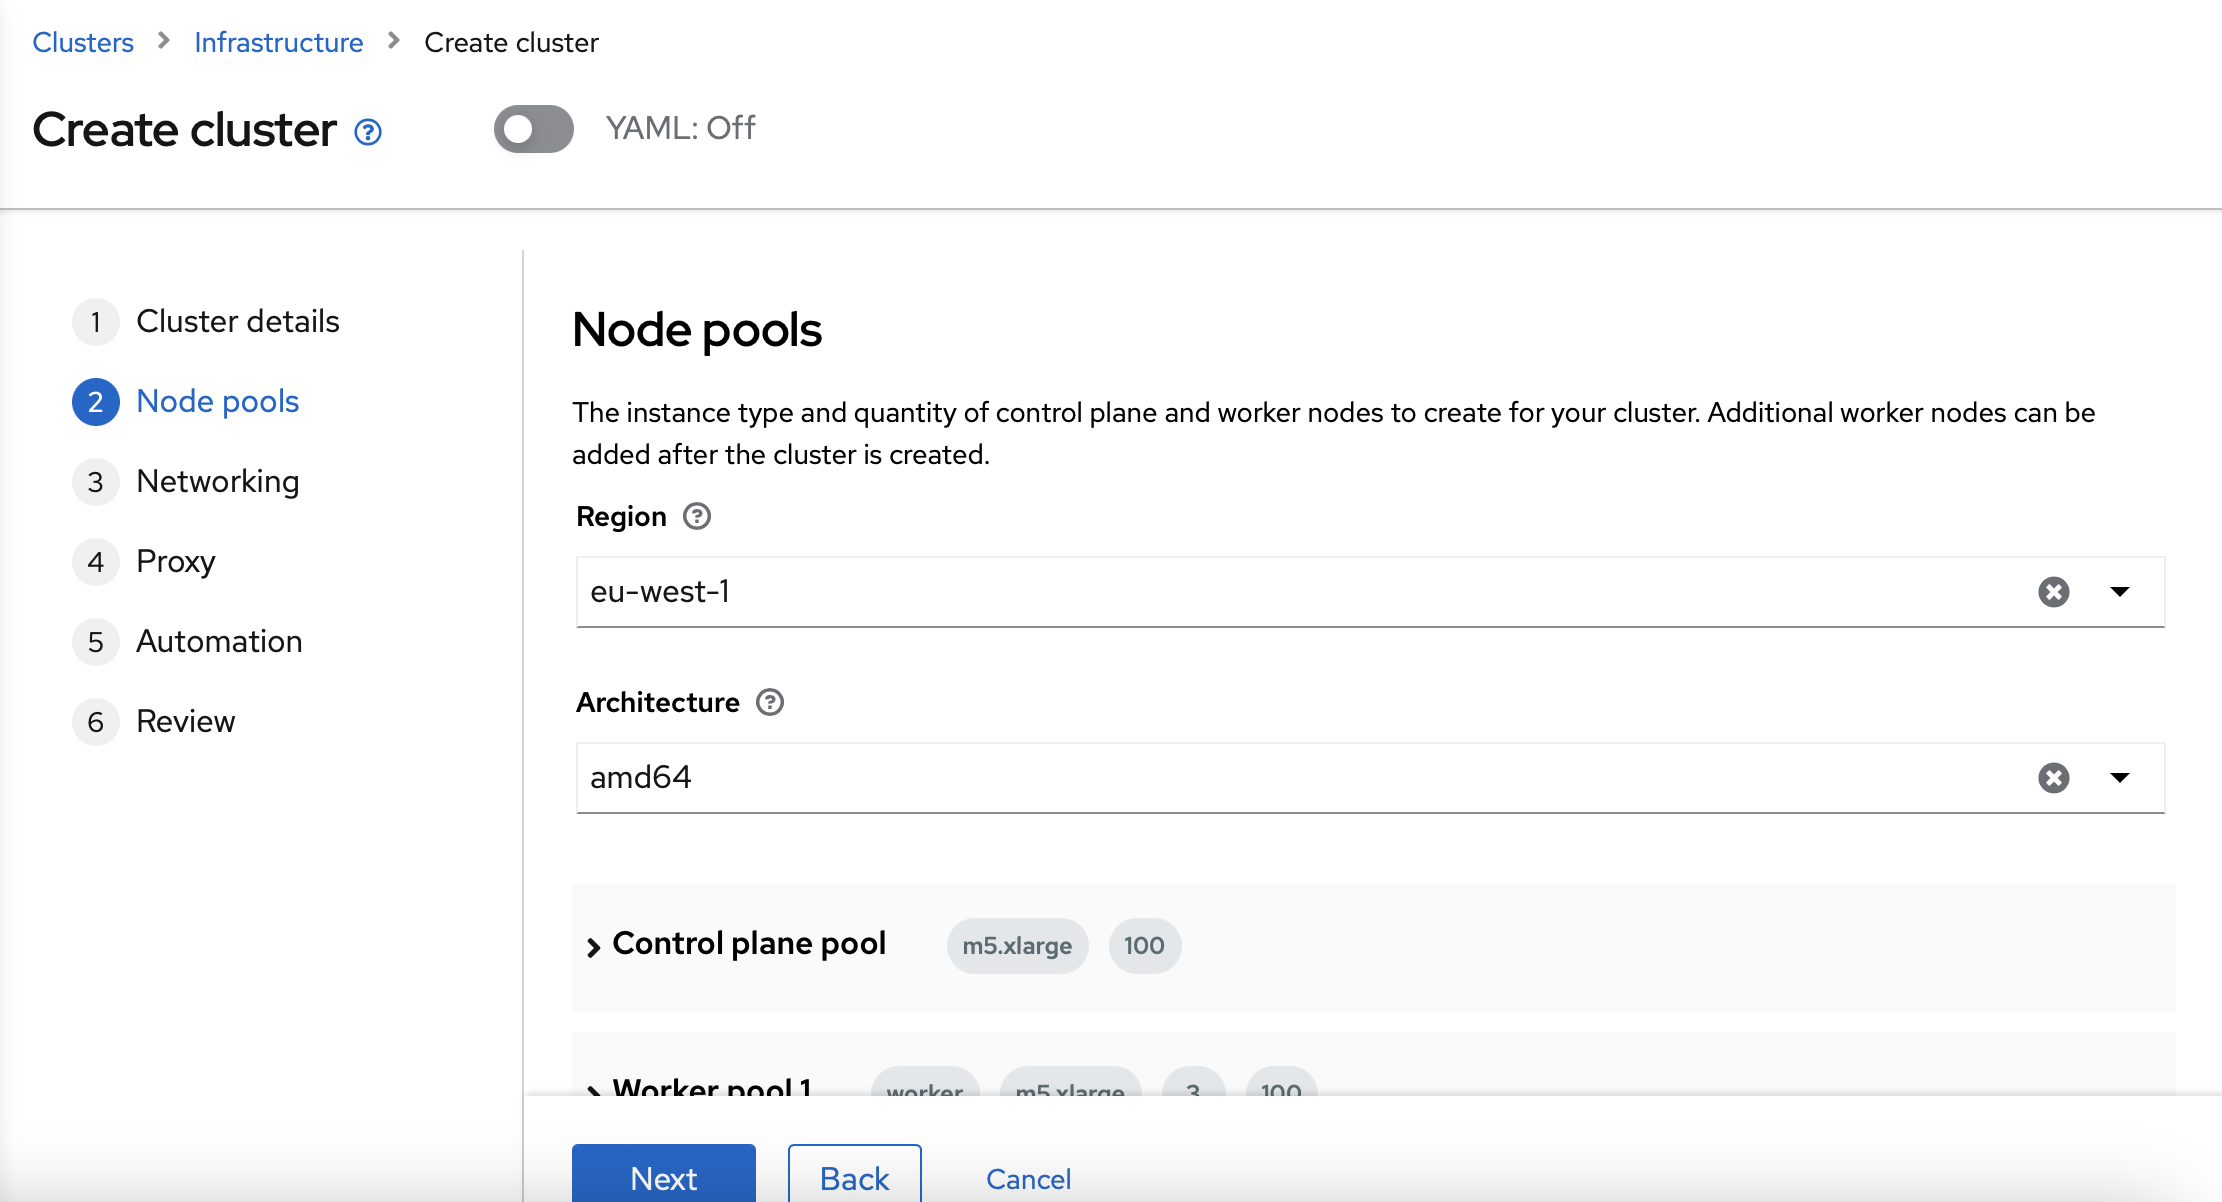 Clusters Infrastructure Create cluster
Create cluster
YAML: Off
1 Cluster details
2 Node pools
3 Networking
4 Proxy
5 Automation
6 Review
Node pools
The instance type and quantity of control plane and worker nodes to create for your cluster. Additional worker nodes can be
added after the cluster is created.
Region
eu-west-1
Architecture
amd64
Control plane pool m5.xlarge 100
Worker pool 1 worker m5.xlarge 3 100
Next Back Cancel